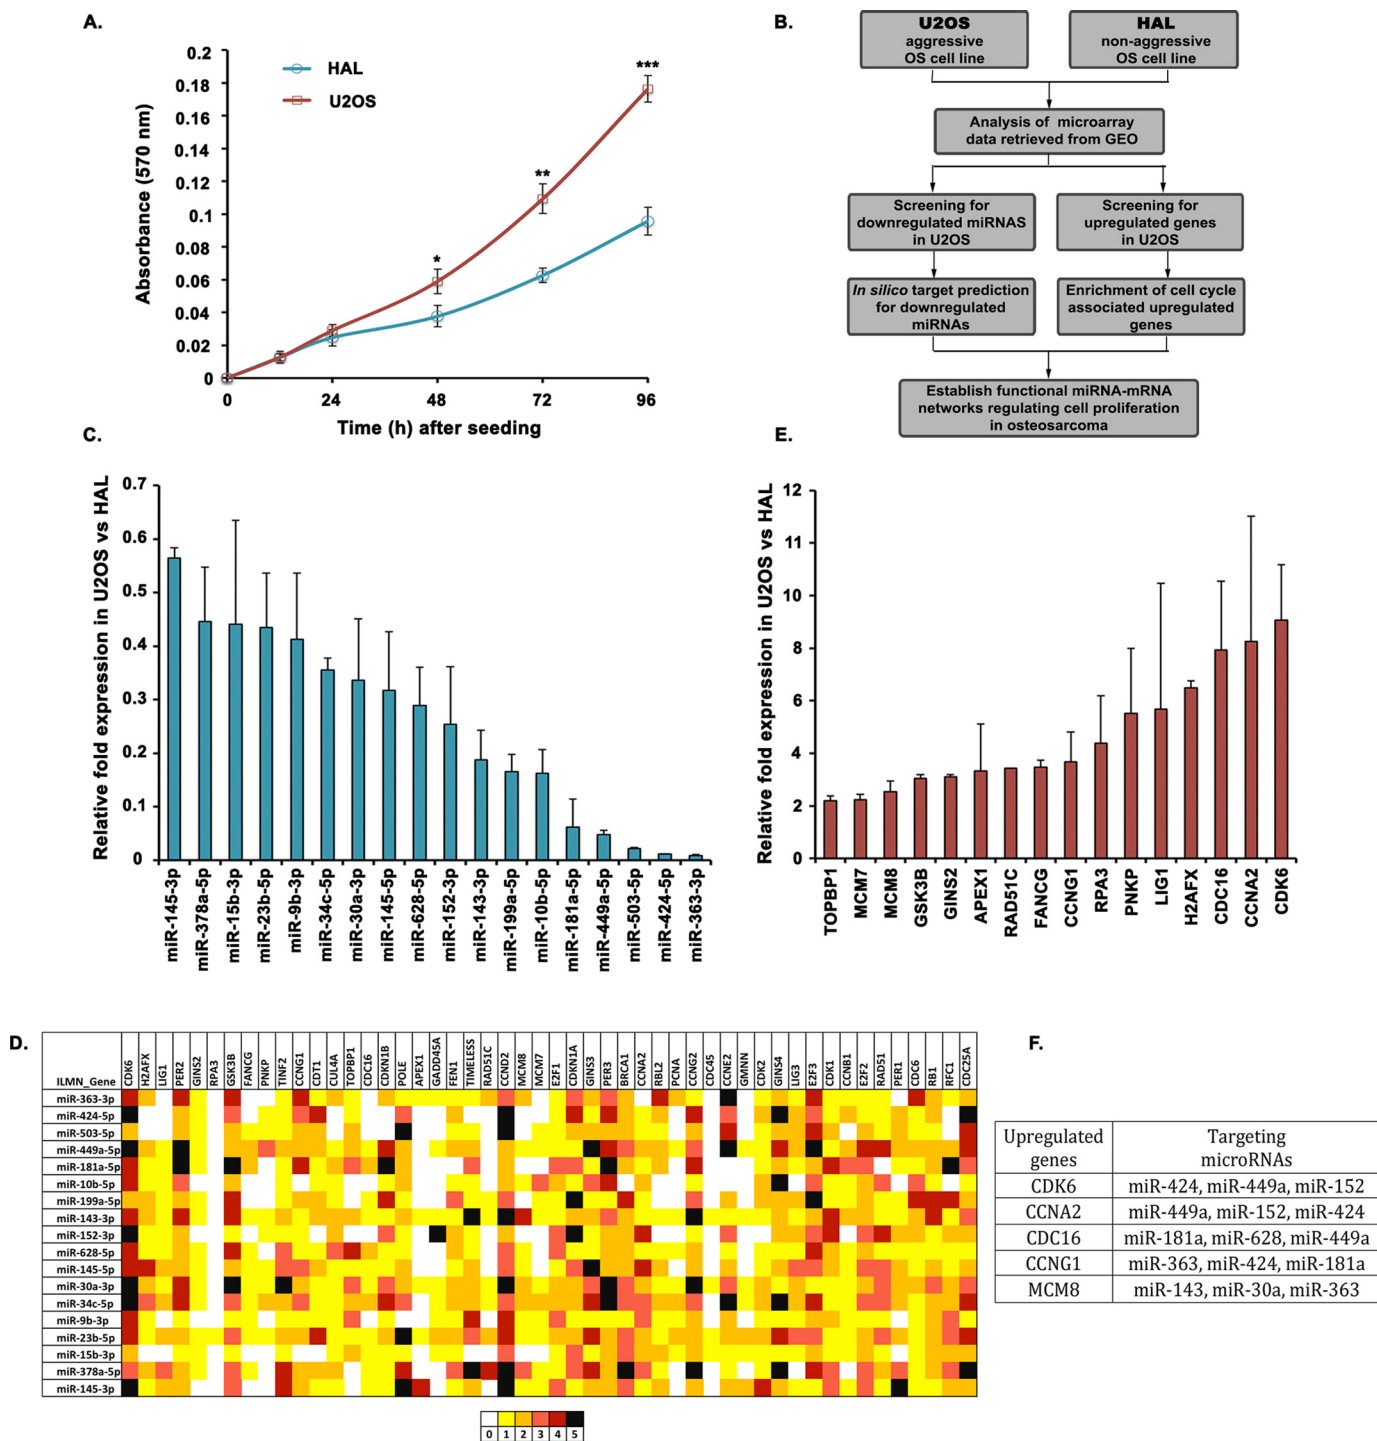 A.
0.2
0.18
0.16
0.14
0.12
0.1
0.08
0.06
0.04
0.02
0
Absorbance (570 nm)
HAL
U2OS
*
**
***
0 24 48 72 96
Time (h) after seeding
B.
U2OS
aggressive
OS cell line
HAL
non-aggressive
OS cell line
Analysis of microarray
data retrieved from GEO
Screening for
downregulated miRNAS
in U2OS
Screening for
upregulated genes
in U2OS
In silico target prediction
for downregulated
miRNAs
Enrichment of cell cycle
associated upregulated
genes
Establish functional miRNA-mRNA
networks regulating cell proliferation
in osteosarcoma
C.
Relative fold expression in U2OS vs HAL
0.7
0.6
0.5
0.4
0.3
0.2
0.1
0
miR-145-3p
miR-378a-5p
miR-15b-3p
miR-23b-5p
miR-9b-3p
miR-34c-5p
miR-30a-3p
miR-145-5p
miR-628-5p
miR-152-3p
miR-143-3p
miR-199a-5p
miR-10b-5p
miR-181a-5p
miR-449a-5p
miR-503-5p
miR-424-5p
miR-363-3p
E.
Relative fold expression in U2OS vs HAL
12
11
10
8
6
4
2
0
TOPBP1
MCM7
MCM8
GSK3B
GINS2
APEX1
RAD51C
FANCG
CCNG1
RPA3
PNKP
LIG1
H2AFX
CDC16
CCNA2
CDK6
D.
ILMN_Gene
CDK6
H2AFX
LIG1
PER2
GINS2
RPA3
GSK3B
FANCG
PNKP
TINF2
CCNG1
CDT1
CUL4A
TOPBP1
CDC16
CDKN1B
POLE
APEX1
GADD45A
FEN1
TIMELESS
RAD51C
CCND2
MCM8
MCM7
E2F1
CDKN1A
GINS3
PER3
BRCA1
CCNA2
RBL2
PCNA
CCNG2
CDC45
CCNE2
GMNN
CDK2
GINS4
LIG3
E2F3
CDK1
CCNB1
E2F2
RAD51
PER1
CDC6
RB1
RFC1
CDC25A
miR-363-3p
miR-424-5p
miR-503-5p
miR-449a-5p
miR-181a-5p
miR-10b-5p
miR-199a-5p
miR-143-3p
miR-152-3p
miR-628-5p
miR-145-5p
miR-30a-3p
miR-34c-5p
miR-9b-3p
miR-23b-5p
miR-15b-3p
miR-378a-5p
miR-145-3p
0 1 2 3 4 5
F.
Upregulated
genes
Targeting
microRNAs
CDK6 miR-424, miR-449a, miR-152
CCNA2 miR-449a, miR-152, miR-424
CDC16 miR-181a, miR-628, miR-449a
CCNG1 miR-363, miR-424, miR-181a
MCM8 miR-143, miR-30a, miR-363